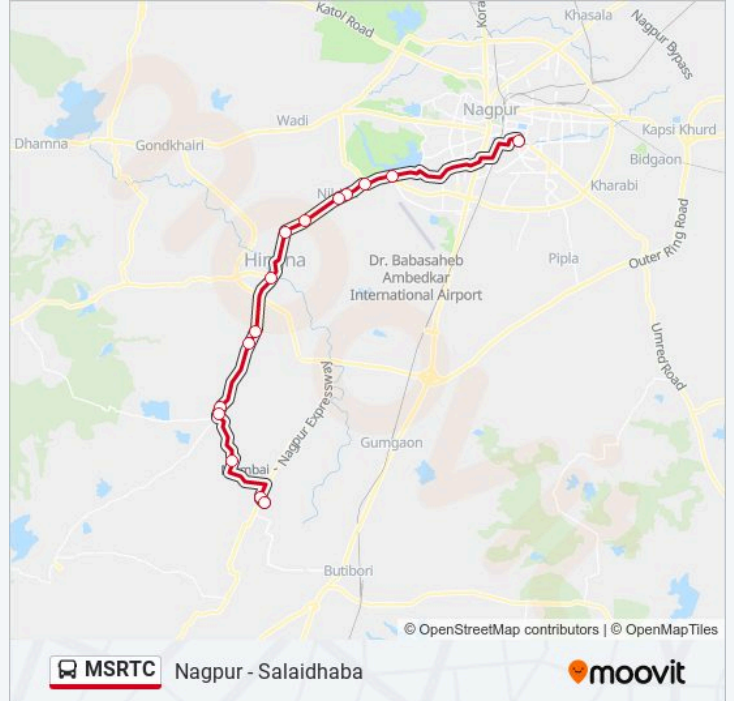 Katol Road
Kora
Khasala
Nagpur Bypass
Wadi
Nagpur
Dhamna
Gondkhairi
Kapsi Khurd
Bidgaon
Kharabi
Outer Ring Road
Dr. Babasaheb
Ambedkar
International Airport
Pipla
Umred Road
- Nagpur Expressway
Gumgaon
Butibori
© OpenStreetMap contributors | © OpenMapTiles
MSRTC
Nagpur - Salaidhaba
moovit